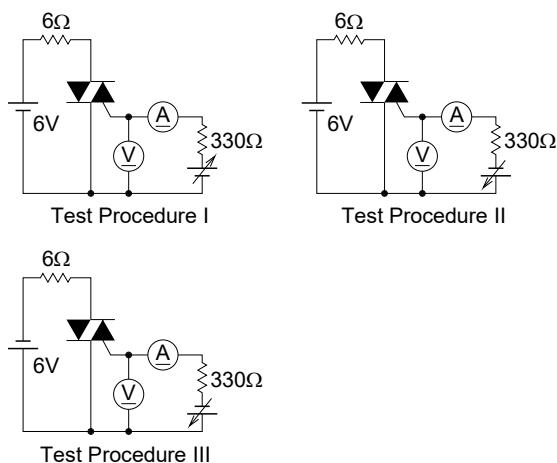 6Ω
6V
A
V
330Ω
Test Procedure I
6Ω
6V
A
V
330Ω
Test Procedure II
6Ω
6V
A
V
330Ω
Test Procedure III